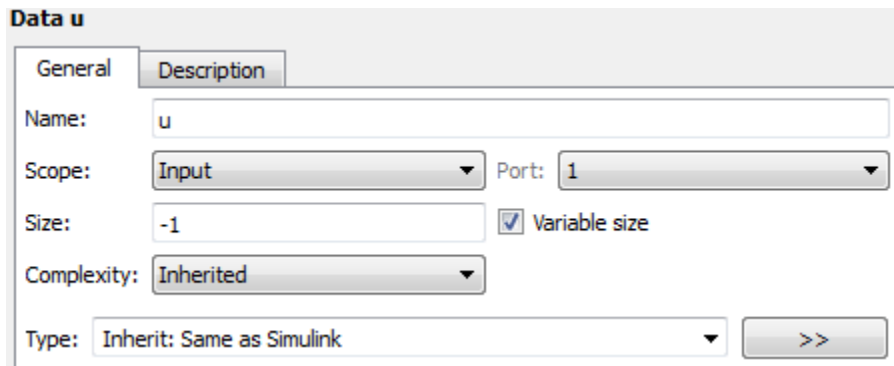 Data u
General Description
Name: u
Scope: Input Port: 1
Size: -1 Variable size
Complexity: Inherited
Type: Inherit: Same as Simulink >>